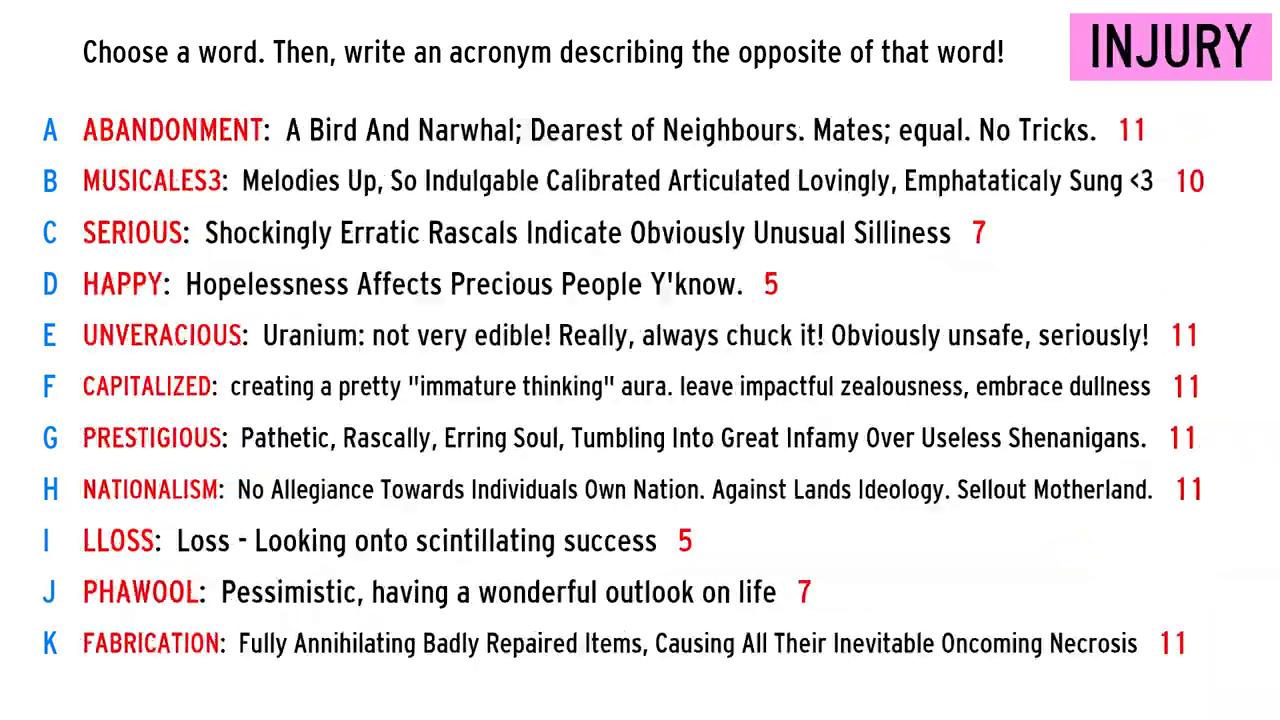 Choose a word. Then, write an acronym describing the opposite of that word!
INJURY
A ABANDONMENT: A Bird And Narwhal; Dearest of Neighbours. Mates; equal. No Tricks. 11
B MUSICALES3: Melodies Up, So Indulgable Calibrated Articulated Lovingly, Emphataticaly Sung <3 10
C SERIOUS: Shockingly Erratic Rascals Indicate Obviously Unusual Silliness 7
D HAPPY: Hopelessness Affects Precious People Y'know. 5
E UNVERACIOUS: Uranium: not very edible! Really, always chuck it! Obviously unsafe, seriously! 11
F CAPITALIZED: creating a pretty "immature thinking" aura. leave impactful zealousness, embrace dullness 11
G PRESTIGIOUS: Pathetic, Rascally, Erring Soul, Tumbling Into Great Infamy Over Useless Shenanigans. 11
H NATIONALISM: No Allegiance Towards Individuals Own Nation. Against Lands Ideology. Sellout Motherland. 11
I LLOSS: Loss - Looking onto scintillating success 5
J PHAWOOL: Pessimistic, having a wonderful outlook on life 7
K FABRICATION: Fully Annihilating Badly Repaired Items, Causing All Their Inevitable Oncoming Necrosis 11